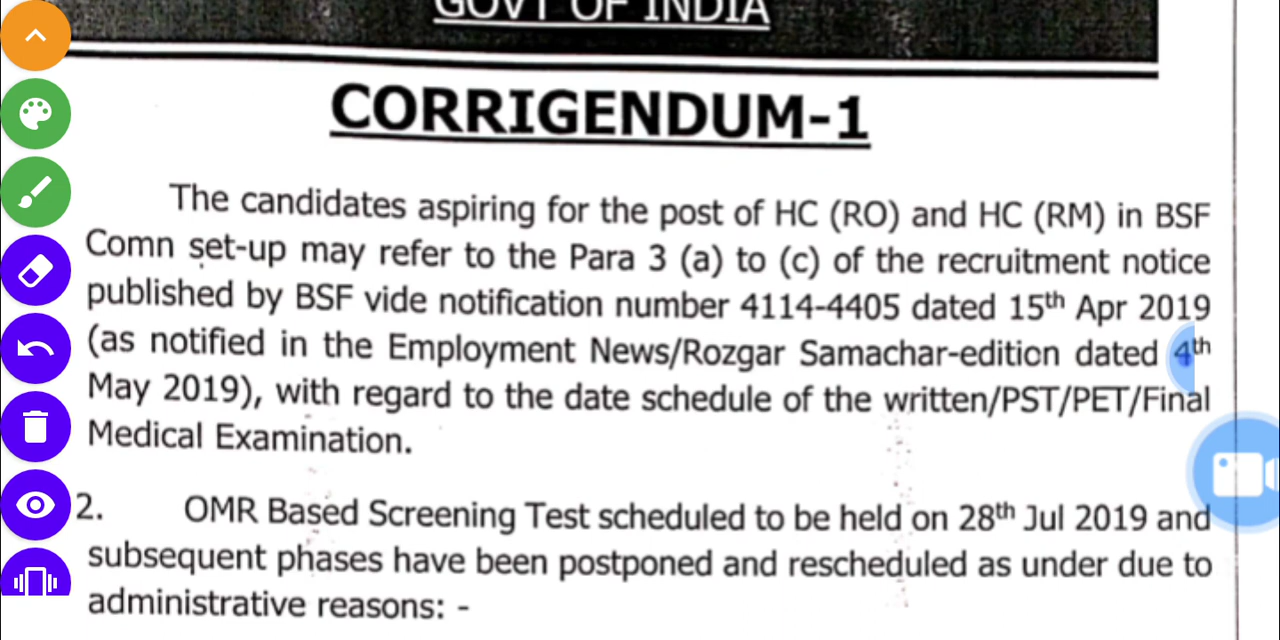 GOVT OF INDIA
CORRIGENDUM-1
The candidates aspiring for the post of HC (RO) and HC (RM) in BSF
Comn set-up may refer to the Para 3 (a) to (c) of the recruitment notice
published by BSF vide notification number 4114-4405 dated 15th Apr 2019
(as notified in the Employment News/Rozgar Samachar-edition dated 4th
May 2019), with regard to the date schedule of the written/PST/PET/Final
Medical Examination.
2. OMR Based Screening Test scheduled to be held on 28th Jul 2019 and
subsequent phases have been postponed and rescheduled as under due to
administrative reasons: -